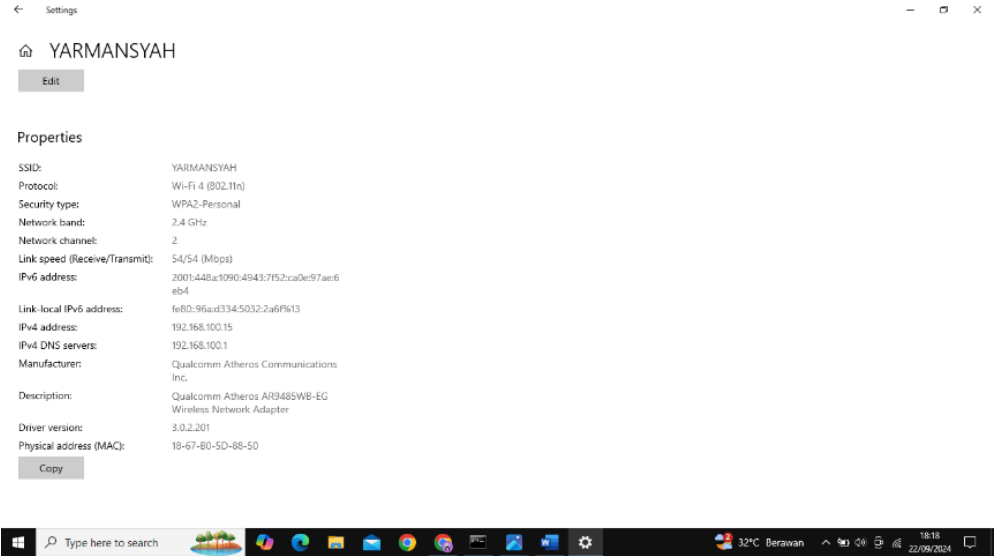 Settings
YARMANSYAH
Edit
Properties
SSID: YARMANSYAH
Protocol: Wi-Fi 4 (802.11n)
Security type: WPA2-Personal
Network band: 2.4 GHz
Network channel: 2
Link speed (Receive/Transmit): 54/54 (Mbps)
IPv6 address: 2001:448a:1090:4943:7f52:ca0e:97ae:6
eb4
Link-local IPv6 address: fe80::96a:d334:5032:2a6f%13
IPv4 address: 192.168.100.15
IPv4 DNS servers: 192.168.100.1
Manufacturer: Qualcomm Atheros Communications
Inc.
Description: Qualcomm Atheros AR9485WB-EG
Wireless Network Adapter
Driver version: 3.0.2.201
Physical address (MAC): 18-67-B0-5D-88-50
Copy
Type here to search
32°C Berawan
18:18
22/09/2024